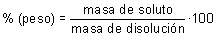 % (peso) = masa de soluto / masa de disolución ·100